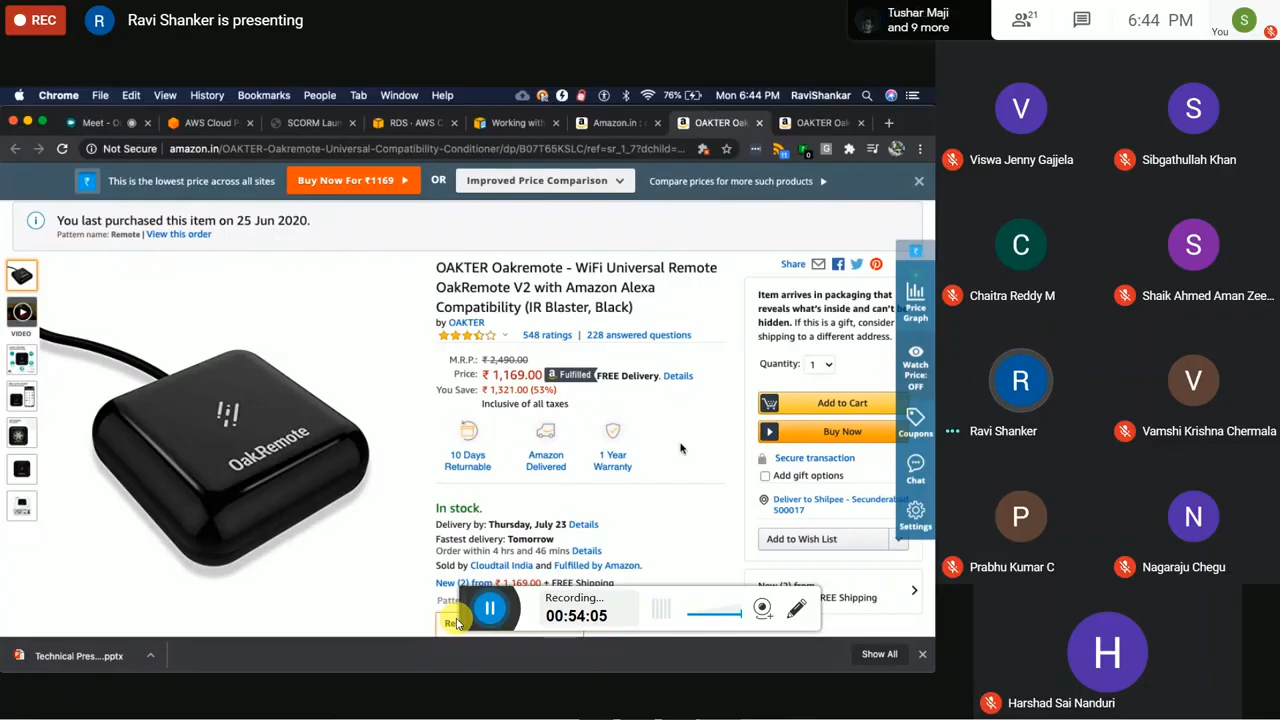 REC
R
Ravi Shanker is presenting
Tushar Maji
and 9 more
21
6:44 PM
You
S
Chrome File Edit View History Bookmarks People Tab Window Help
76%
Mon 6:44 PM RaviShankar
Meet - O
AWS Cloud P
SCORM Laun
RDS · AWS C
Working with
Amazon.in : c
OAKTER Oak
OAKTER Oak
Not Secure
amazon.in/OAKTER-Oakremote-Universal-Compatibility-Conditioner/dp/B07T65KSLC/ref=sr_1_7?dchild=...
This is the lowest price across all sites
Buy Now For ₹1169
OR
Improved Price Comparison
Compare prices for more such products
You last purchased this item on 25 Jun 2020.
Pattern name: Remote | View this order
VIDEO
OakRemote
OAKTER Oakremote - WiFi Universal Remote
OakRemote V2 with Amazon Alexa
Compatibility (IR Blaster, Black)
by OAKTER
548 ratings | 228 answered questions
M.R.P.: ₹ 2,490.00
Price: ₹ 1,169.00 Fulfilled FREE Delivery. Details
You Save: ₹ 1,321.00 (53%)
Inclusive of all taxes
10 Days
Returnable
Amazon
Delivered
1 Year
Warranty
In stock.
Delivery by: Thursday, July 23 Details
Fastest delivery: Tomorrow
Order within 4 hrs and 46 mins Details
Sold by Cloudtail India and Fulfilled by Amazon.
New (2) from ₹ 1,169.00 + FREE Shipping
Patte
Re
Share
Item arrives in packaging that
reveals what's inside and can't b
hidden. If this is a gift, consider
shipping to a different address.
Quantity: 1
Add to Cart
Buy Now
Secure transaction
Add gift options
Deliver to Shilpee - Secunderab
500017
Add to Wish List
New (2) from
REE Shipping
Price
Graph
Watch
Price:
OFF
Coupons
Chat
Settings
Recording...
00:54:05
Technical Pres....pptx
Show All
V
Viswa Jenny Gajjela
S
Sibgathullah Khan
C
Chaitra Reddy M
S
Shaik Ahmed Aman Zee...
R
Ravi Shanker
V
Vamshi Krishna Chermala
P
Prabhu Kumar C
N
Nagaraju Chegu
H
Harshad Sai Nanduri